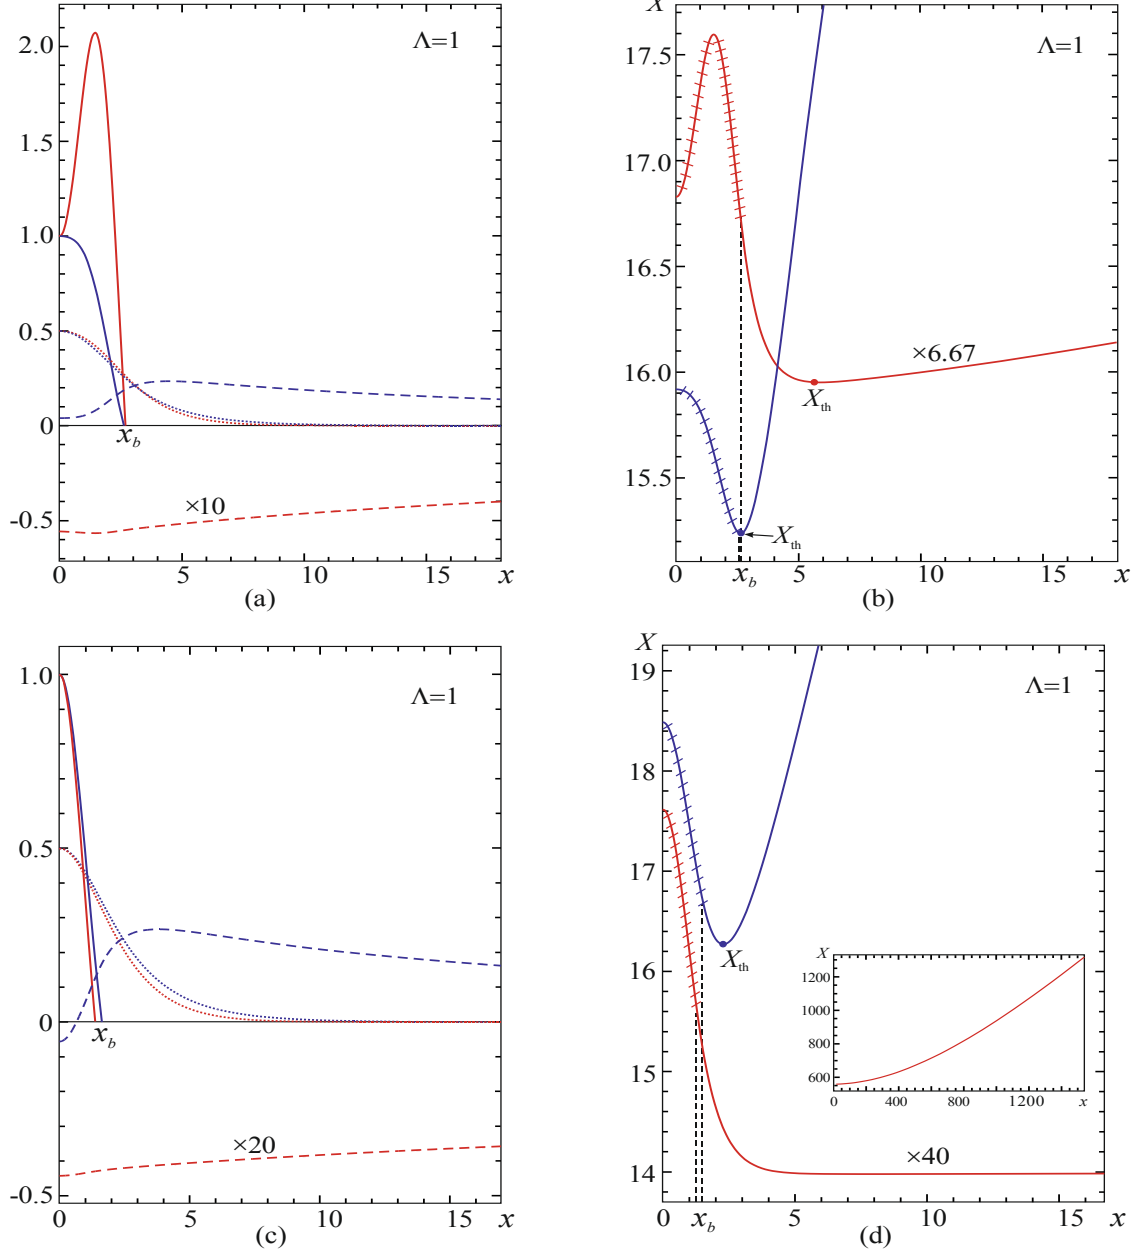 Λ=1
2.0
1.5
1.0
0.5
0
-0.5
x_b
×10
0 5 10 15 x
(a)
X
Λ=1
17.5
17.0
16.5
16.0
15.5
×6.67
X_th
X_th
0 x_b 5 10 15 x
(b)
Λ=1
1.0
0.5
0
-0.5
x_b
×20
0 5 10 15 x
(c)
X
Λ=1
19
18
17
16
15
14
X_th
X
1200
1000
800
600
0 400 800 1200 x
×40
0 x_b 5 10 15 x
(d)